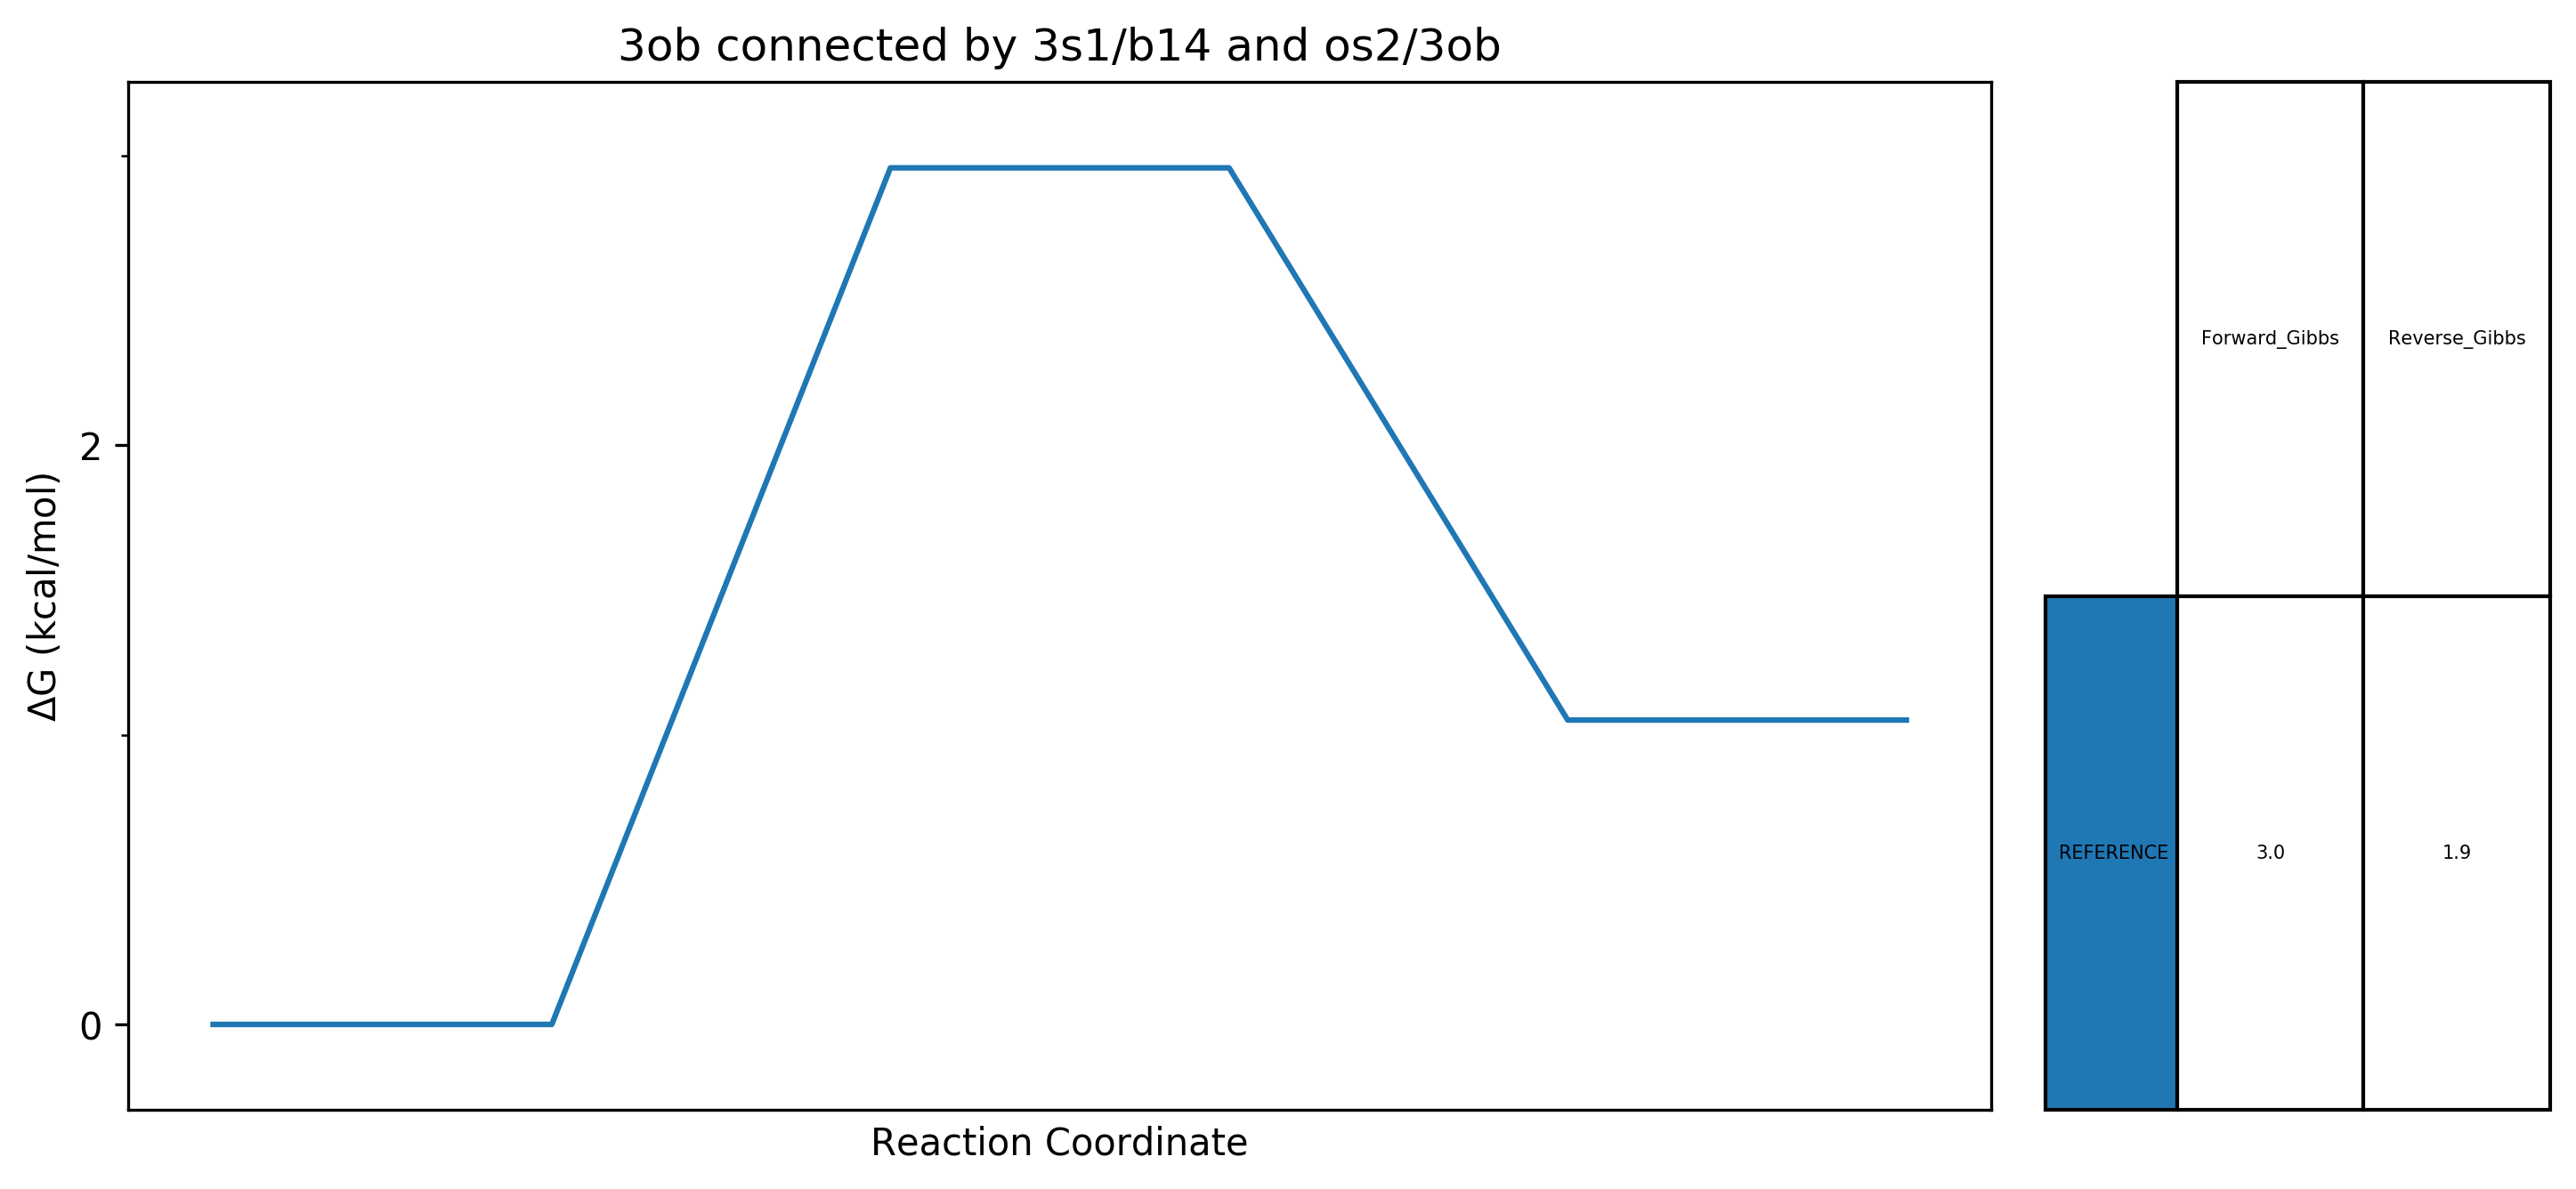 3ob connected by 3s1/b14 and os2/3ob
ΔG (kcal/mol)
2
0
Reaction Coordinate
Forward_Gibbs Reverse_Gibbs
REFERENCE 3.0 1.9